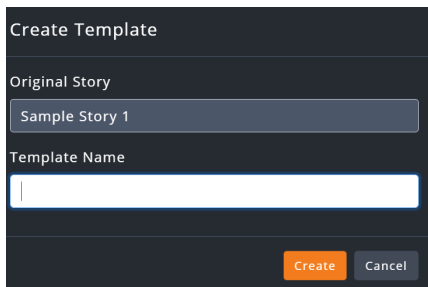 Create Template
Original Story
Sample Story 1
Template Name
Create Cancel